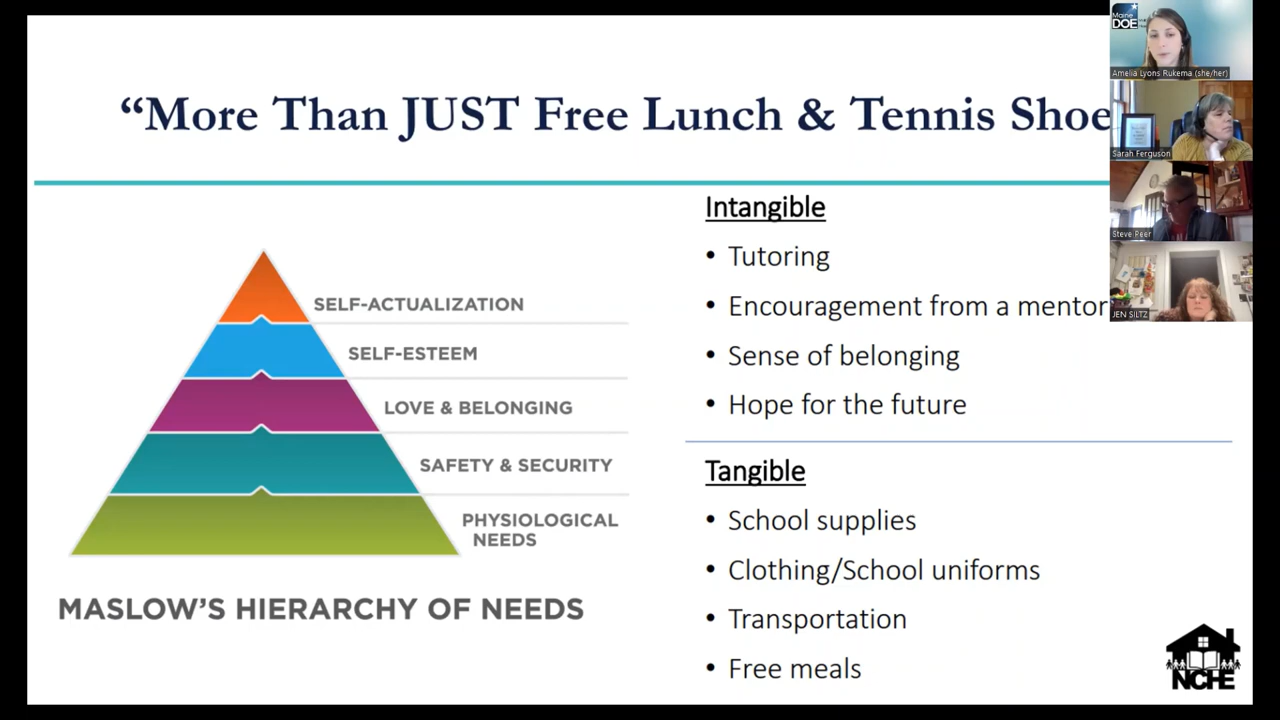 “More Than JUST Free Lunch & Tennis Shoe
SELF-ACTUALIZATION
SELF-ESTEEM
LOVE & BELONGING
SAFETY & SECURITY
PHYSIOLOGICAL
NEEDS
MASLOW’S HIERARCHY OF NEEDS
Intangible
• Tutoring
• Encouragement from a mentor
• Sense of belonging
• Hope for the future
Tangible
• School supplies
• Clothing/School uniforms
• Transportation
• Free meals
NCHE
Maine
DOE
Amelia Lyons Rukema (she/her)
Sarah Ferguson
Steve Peer
JEN SILTZ